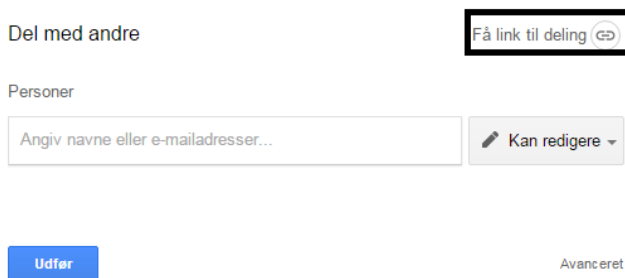 Del med andre
Få link til deling
Personer
Angiv navne eller e-mailadresser...
Kan redigere
Udfør
Avanceret